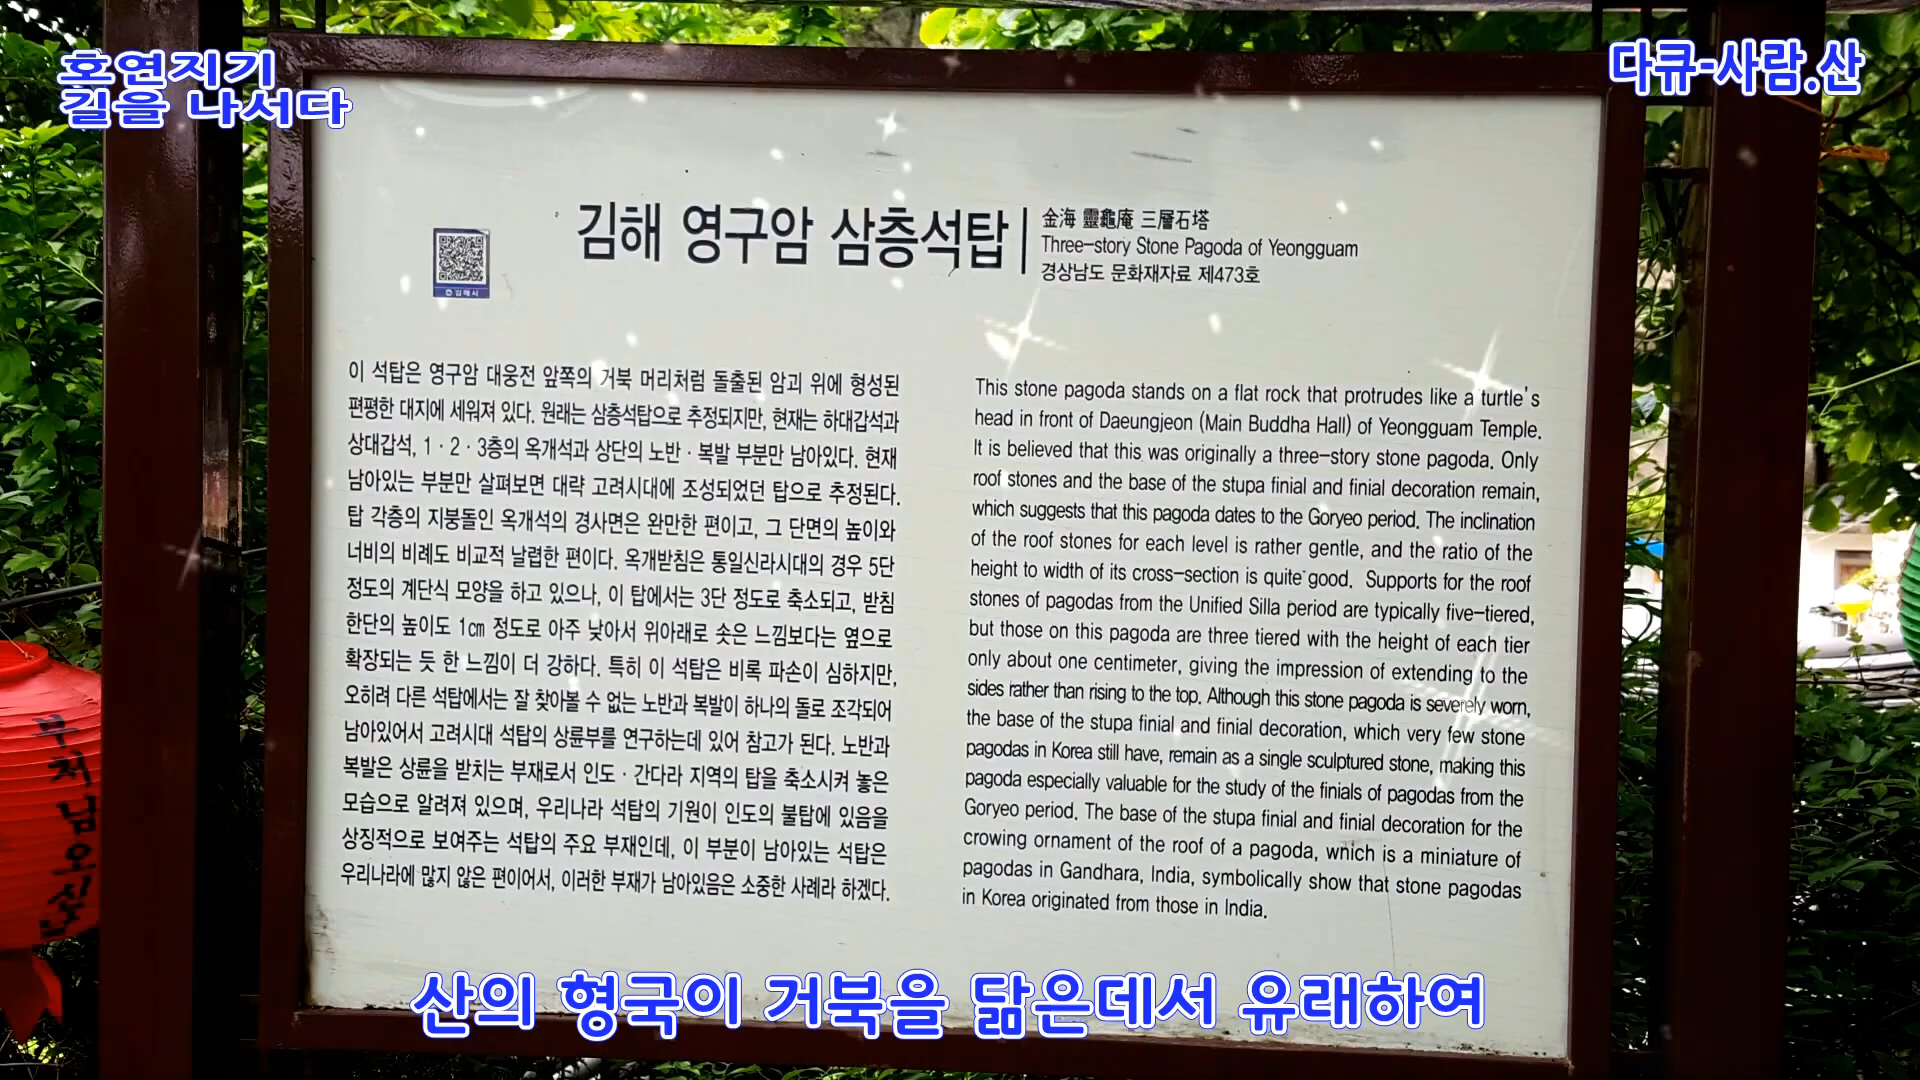 호연지기
길을 나서다
다큐-사람.산
김해 영구암 삼층석탑
金海 靈龜庵 三層石塔
Three-story Stone Pagoda of Yeongguam
경상남도 문화재자료 제473호
김해시
이 석탑은 영구암 대웅전 앞쪽의 거북 머리처럼 돌출된 암괴 위에 형성된
편평한 대지에 세워져 있다. 원래는 삼층석탑으로 추정되지만, 현재는 하대갑석과
상대갑석, 1·2·3층의 옥개석과 상단의 노반·복발 부분만 남아있다. 현재
남아있는 부분만 살펴보면 대략 고려시대에 조성되었던 탑으로 추정된다.
탑 각층의 지붕돌인 옥개석의 경사면은 완만한 편이고, 그 단면의 높이와
너비의 비례도 비교적 날렵한 편이다. 옥개받침은 통일신라시대의 경우 5단
정도의 계단식 모양을 하고 있으나, 이 탑에서는 3단 정도로 축소되고, 받침
한단의 높이도 1㎝ 정도로 아주 낮아서 위아래로 솟은 느낌보다는 옆으로
확장되는 듯 한 느낌이 더 강하다. 특히 이 석탑은 비록 파손이 심하지만,
오히려 다른 석탑에서는 잘 찾아볼 수 없는 노반과 복발이 하나의 돌로 조각되어
남아있어서 고려시대 석탑의 상륜부를 연구하는데 있어 참고가 된다. 노반과
복발은 상륜을 받치는 부재로서 인도·간다라 지역의 탑을 축소시켜 놓은
모습으로 알려져 있으며, 우리나라 석탑의 기원이 인도의 불탑에 있음을
상징적으로 보여주는 석탑의 주요 부재인데, 이 부분이 남아있는 석탑은
우리나라에 많지 않은 편이어서, 이러한 부재가 남아있음은 소중한 사례라 하겠다.
This stone pagoda stands on a flat rock that protrudes like a turtle's
head in front of Daeungjeon (Main Buddha Hall) of Yeongguam Temple.
It is believed that this was originally a three-story stone pagoda. Only
roof stones and the base of the stupa finial and finial decoration remain,
which suggests that this pagoda dates to the Goryeo period. The inclination
of the roof stones for each level is rather gentle, and the ratio of the
height to width of its cross-section is quite good. Supports for the roof
stones of pagodas from the Unified Silla period are typically five-tiered,
but those on this pagoda are three tiered with the height of each tier
only about one centimeter, giving the impression of extending to the
sides rather than rising to the top. Although this stone pagoda is severely worn,
the base of the stupa finial and finial decoration, which very few stone
pagodas in Korea still have, remain as a single sculptured stone, making this
pagoda especially valuable for the study of the finials of pagodas from the
Goryeo period. The base of the stupa finial and finial decoration for the
crowing ornament of the roof of a pagoda, which is a miniature of
pagodas in Gandhara, India, symbolically show that stone pagodas
in Korea originated from those in India.
부처님오신
산의 형국이 거북을 닮은데서 유래하여